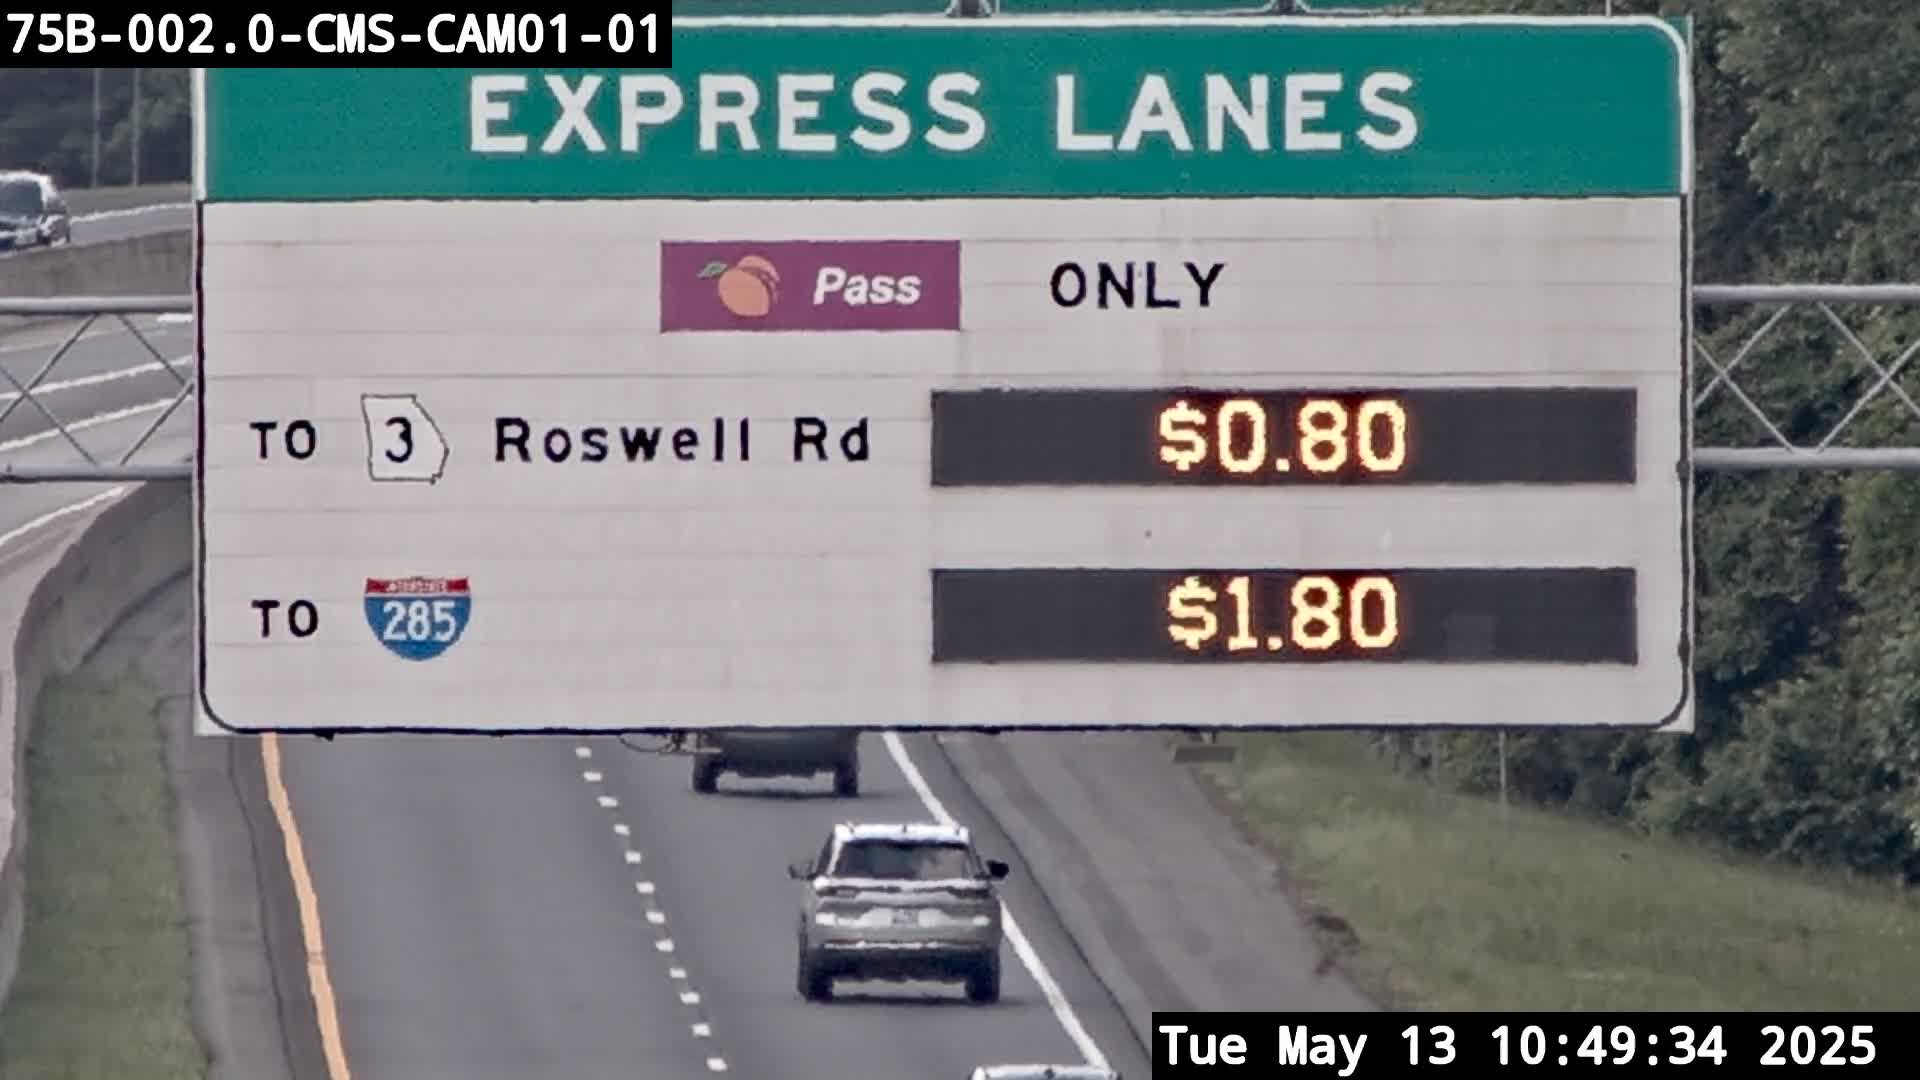 75B-002.0-CMS-CAM01-01
EXPRESS LANES
Pass ONLY
TO 3 Roswell Rd $0.80
TO INTERSTATE 285 $1.80
Tue May 13 10:49:34 2025